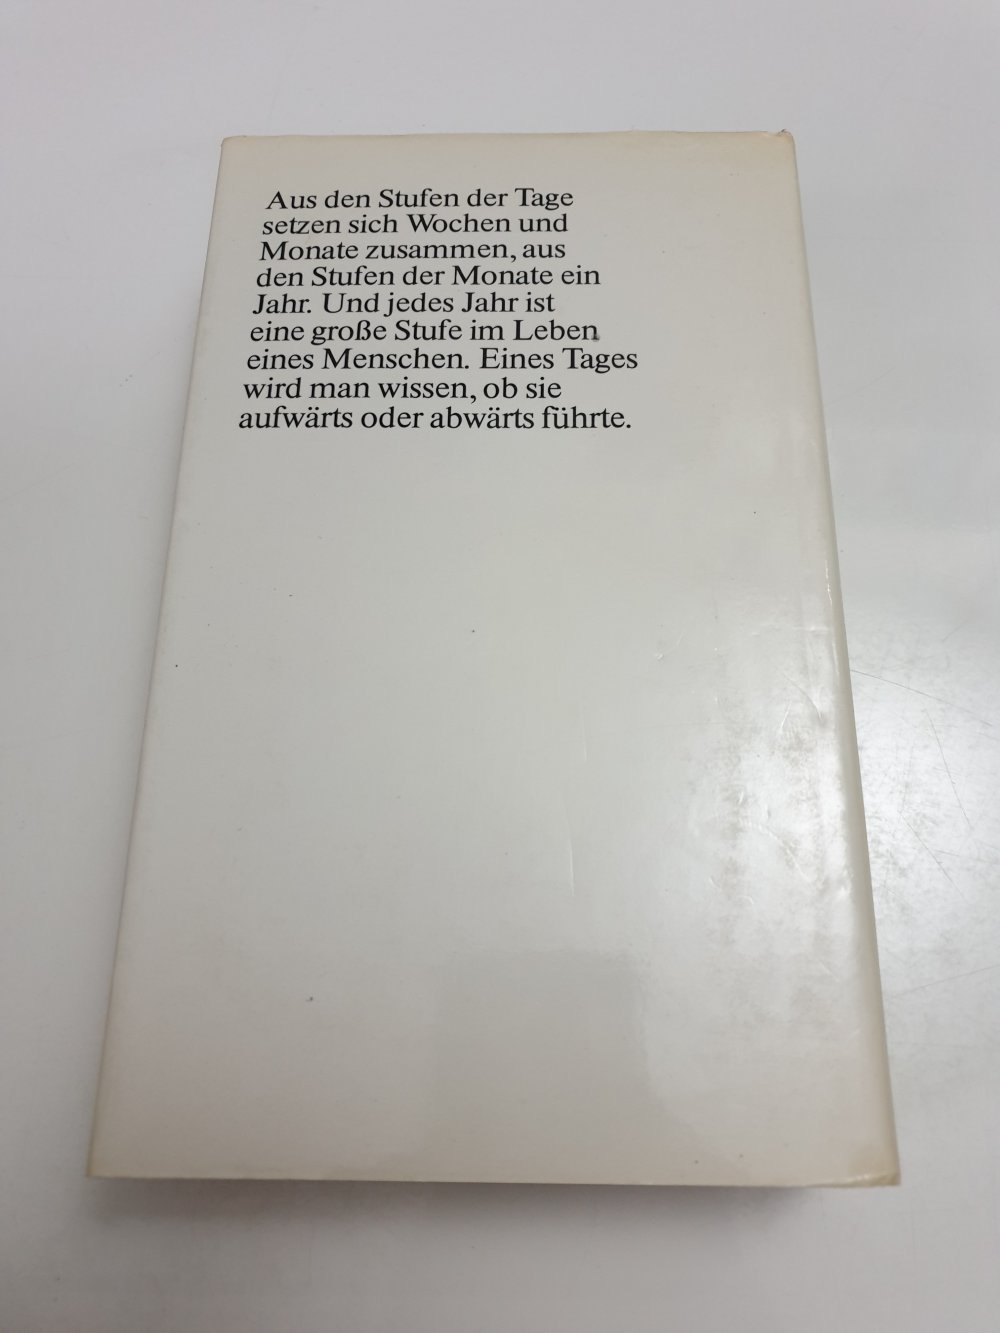 Aus den Stufen der Tage
setzen sich Wochen und
Monate zusammen, aus
den Stufen der Monate ein
Jahr. Und jedes Jahr ist
eine große Stufe im Leben
eines Menschen. Eines Tages
wird man wissen, ob sie
aufwärts oder abwärts führte.